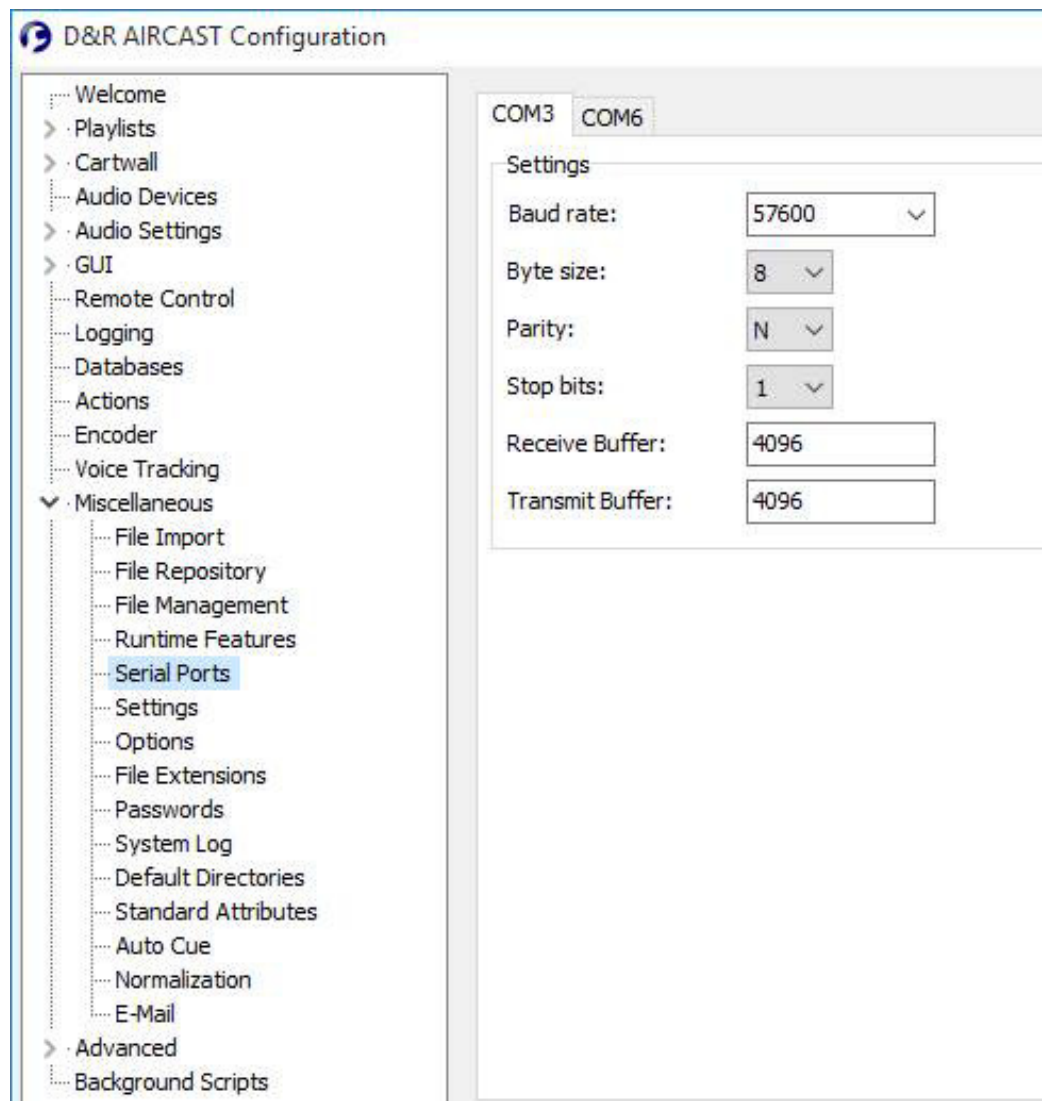 D&R AIRCAST Configuration
Welcome
Playlists
Cartwall
Audio Devices
Audio Settings
GUI
Remote Control
Logging
Databases
Actions
Encoder
Voice Tracking
Miscellaneous
File Import
File Repository
File Management
Runtime Features
Serial Ports
Settings
Options
File Extensions
Passwords
System Log
Default Directories
Standard Attributes
Auto Cue
Normalization
E-Mail
Advanced
Background Scripts
COM3 COM6
Settings
Baud rate: 57600
Byte size: 8
Parity: N
Stop bits: 1
Receive Buffer: 4096
Transmit Buffer: 4096